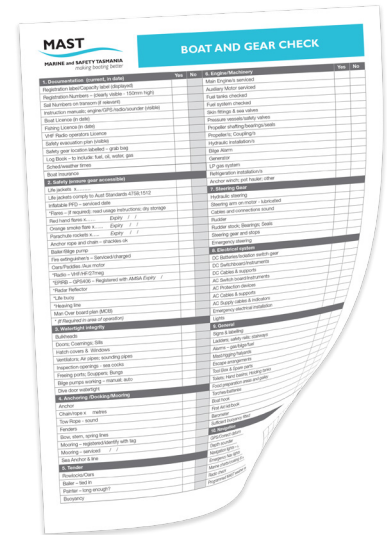 MAST
MARINE and SAFETY TASMANIA
making boating better
BOAT AND GEAR CHECK
Yes No
1. Documentation (current, in date)
Registration label/Capacity label (displayed)
Registration Numbers – (clearly visible - 150mm high)
Sail Numbers on transom (if relevant)
Instruction manuals; engine/GPS/radio/sounder (visible)
Boat Licence (in date)
Fishing Licence (in date)
VHF Radio operators Licence
Safety evaluation plan (visible)
Safety gear location labelled – grab bag
Log Book – to include: fuel, oil, water, gas
Sched/weather times
Boat insurance
2. Safety (ensure gear accessible)
Life jackets x
Life jackets comply to Aust Standards 4758;1512
Inflatable PFD – serviced date
*Flares – (if required) read usage instructions; dry storage
Red hand flares x Expiry / /
Orange smoke flare x Expiry / /
Parachute rockets x Expiry / /
Anchor rope and chain – shackles ok
Bailer/Bilge pump
Fire extinguishers – Serviced/charged
Oars/Paddles /Aux motor
*Radio – VHF/HF/27meg
*EPIRB – GPS406 – Registered with AMSA Expiry /
*Radar Reflector
*Life buoy
*Heaving line
Man Over board plan (MOB)
* (If Required in area of operation)
3. Watertight Integrity
Bulkheads
Doors; Coamings; Sills
Hatch covers & Windows
Ventilators; Air pipes; sounding pipes
Inspection openings - sea cocks
Freeing ports; Scuppers; Bungs
Bilge pumps working – manual: auto
Dive door watertight
4. Anchoring /Docking/Mooring
Anchor
Chain/rope x metres
Tow Rope - sound
Fenders
Bow, stern, spring lines
Mooring – registered/identify with tag
Mooring – serviced / /
Sea Anchor & line
5. Tender
Rowlocks/Oars
Bailer – tied in
Painter – long enough?
Buoyancy
Yes No
6. Engine/Machinery
Main Engine/s serviced
Auxiliary Motor serviced
Fuel tanks checked
Fuel system checked
Skin fittings & sea valves
Pressure vessels/safety valves
Propeller shafting/bearings/seals
Propeller/s; Coupling/s
Hydraulic installation/s
Bilge Alarm
Generator
LP gas system
Refrigeration installation/s
Anchor winch; pot hauler; other
7. Steering Gear
Hydraulic steering
Steering arm on motor - lubricated
Cables and connections sound
Rudder
Rudder stock; Bearings; Seals
Steering gear and stops
Emergency steering
8. Electrical system
DC Batteries/isolation switch gear
DC Switchboard/instruments
DC Cables & supports
AC Switch board/instruments
AC Protection devices
AC Cables & supports
AC Supply cables & indicators
Emergency electrical installation
Lights
9. General
Signs & labelling
Ladders; safety rails; stairways
Alarms – gas/bilge/fuel
Mast/rigging/halyards
Escape arrangements
Tool Box & Spare parts
Toilets; Hand basins; Holding tanks
Food preparation areas and galley
Torches/batteries
Boat hook
First Aid kit/book
Barometer
Sufficient buoyancy fitted
10. Navigation
Depth sounder